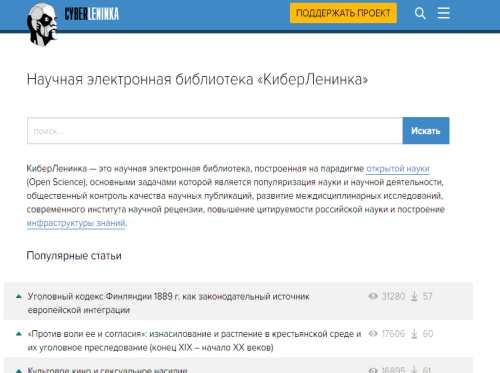 CYBERLENINKA
ПОДДЕРЖАТЬ ПРОЕКТ
Научная электронная библиотека «КиберЛенинка»
поиск...
Искать
КиберЛенинка — это научная электронная библиотека, построенная на парадигме открытой науки
(Open Science), основными задачами которой является популяризация науки и научной деятельности,
общественный контроль качества научных публикаций, развитие междисциплинарных исследований,
современного института научной рецензии, повышение цитируемости российской науки и построение
инфраструктуры знаний.
Популярные статьи
Уголовный кодекс Финляндии 1889 г. как законодательный источник 31280 57
европейской интеграции
«Против воли ее и согласия»: изнасилование и растление в крестьянской среде и 17606 60
их уголовное преследование (конец XIX – начало XX веков)
Культовое кино и сексуальное насилие 16895 61